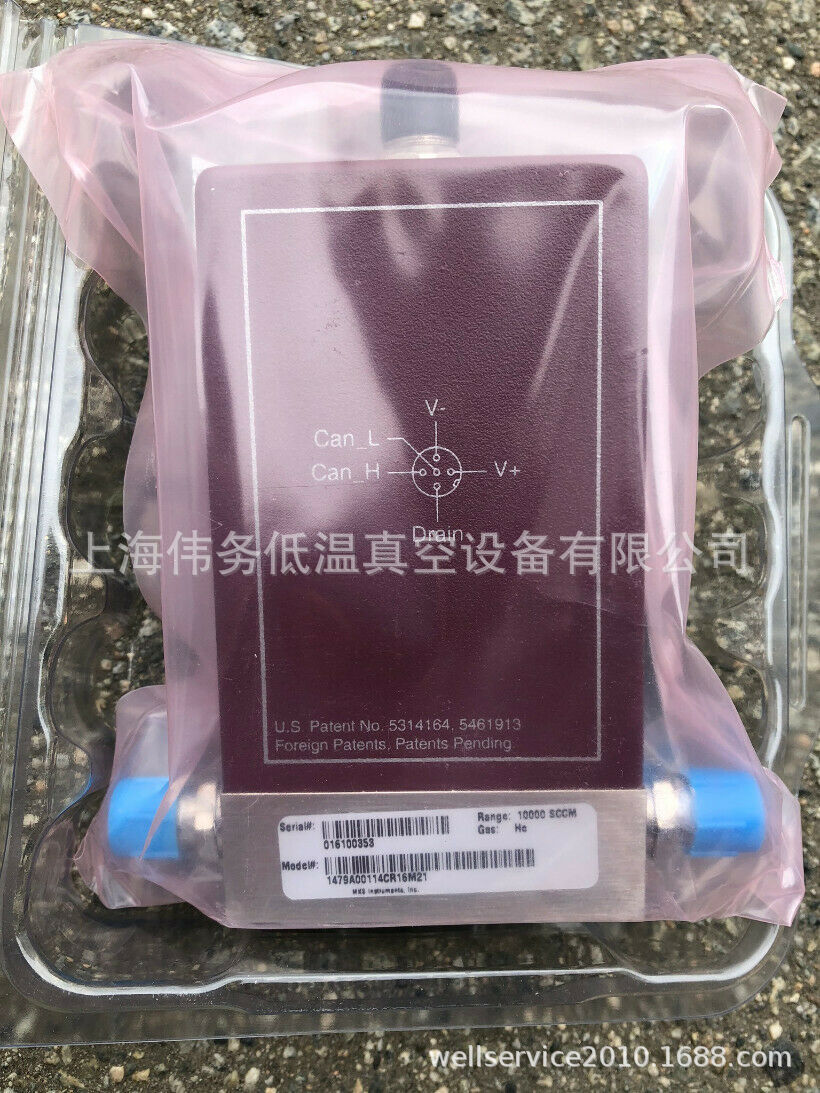 V-
Can_L
Can_H
V+
Drain
上海伟务低温真空设备有限公司
U.S Patent No. 5314164, 5461913
Foreign Patents, Patents Pending.
Serial#:
016100353
Range: 10000 SCCM
Gas: He
Model#:
1479A00114CR16M21
MKS Instruments, Inc.
wellservice2010.1688.com